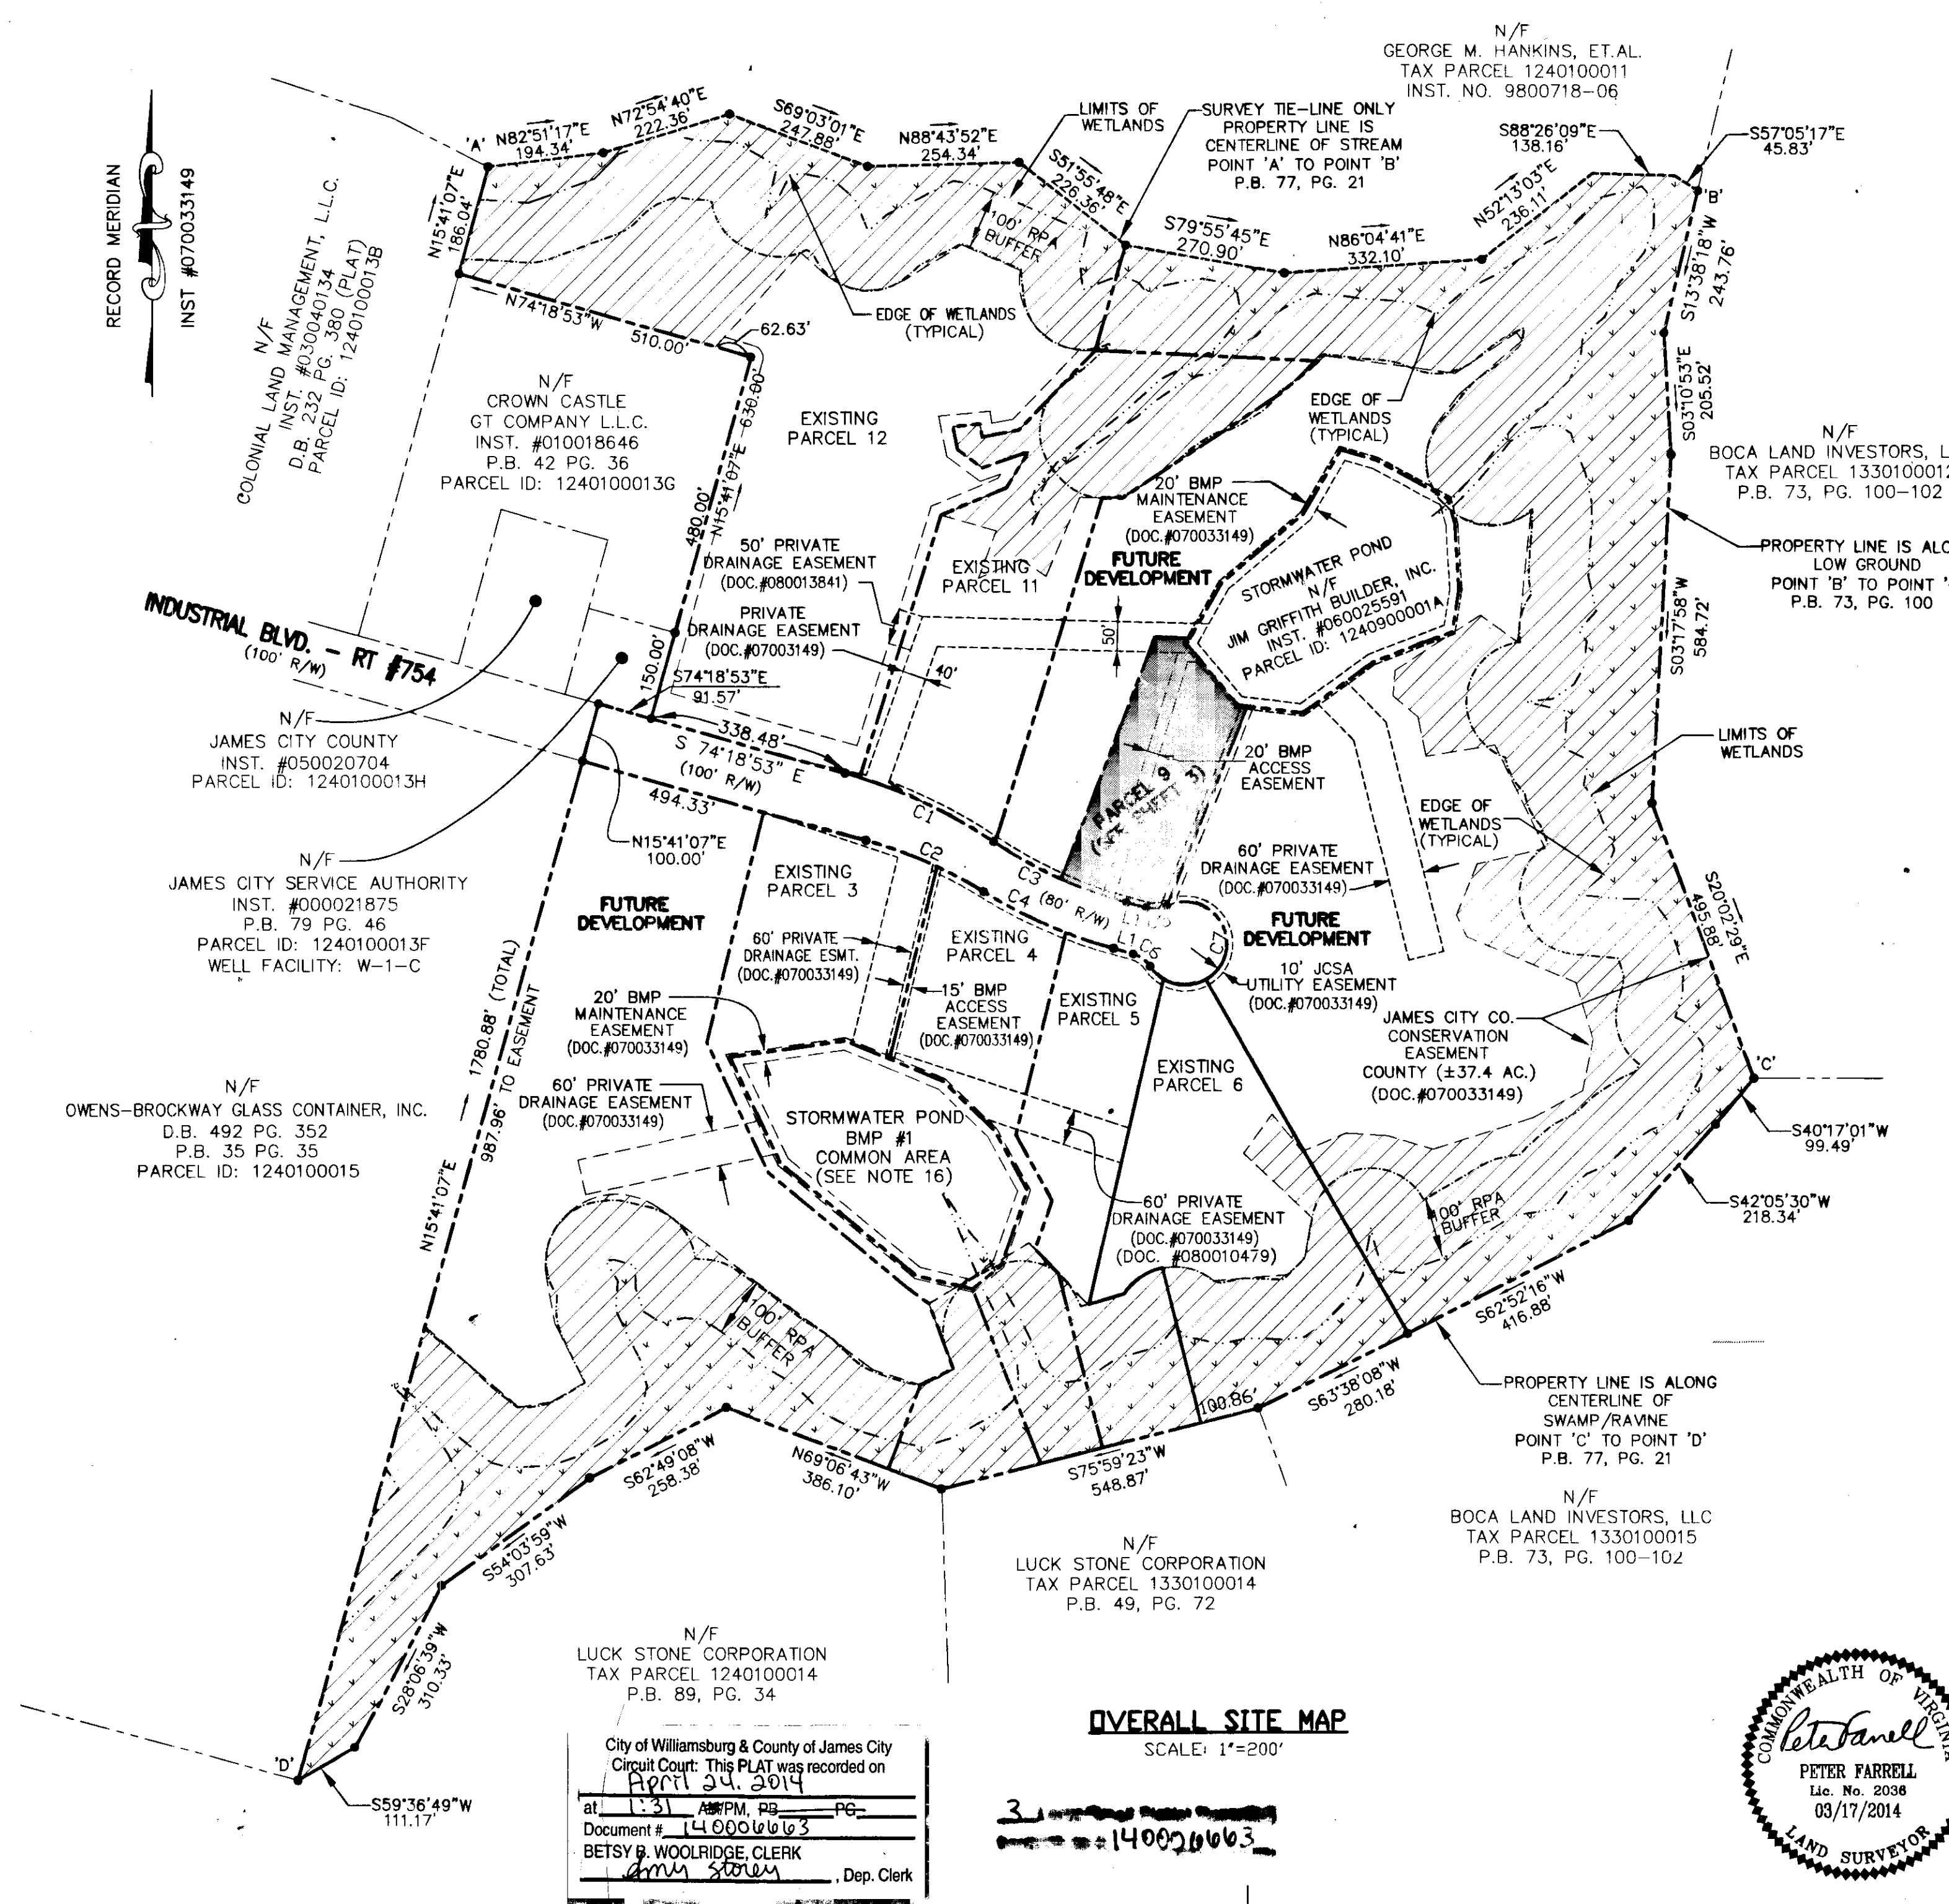 N/F
GEORGE M. HANKINS, ET.AL.
TAX PARCEL 1240100011
INST. NO. 9800718-06
RECORD MERIDIAN
INST #070033149
'A'
N82°51'17"E
194.34'
N72°54'40"E
222.36'
S69°03'01"E
247.88'
N88°43'52"E
254.34'
LIMITS OF
WETLANDS
SURVEY TIE-LINE ONLY
PROPERTY LINE IS
CENTERLINE OF STREAM
POINT 'A' TO POINT 'B'
P.B. 77, PG. 21
S51°55'48"E
226.36'
S79°55'45"E
270.90'
N86°04'41"E
332.10'
N52°13'03"E
236.11'
S88°26'09"E
138.16'
S57°05'17"E
45.83'
'B'
S13°38'18"W
243.76'
S03°10'53"E
205.52'
N15°41'07"E
186.04'
100' RPA
BUFFER
N/F
COLONIAL LAND MANAGEMENT, L.L.C.
INST. #030040134
D.B. 232 PG. 380 (PLAT)
PARCEL ID: 1240100013B
N74°18'53"W
510.00'
62.63'
EDGE OF WETLANDS
(TYPICAL)
N/F
CROWN CASTLE
GT COMPANY L.L.C.
INST. #010018646
P.B. 42 PG. 36
PARCEL ID: 1240100013G
N15°41'07"E 630.00'
480.00'
150.00'
EXISTING
PARCEL 12
EDGE OF
WETLANDS
(TYPICAL)
N/F
BOCA LAND INVESTORS, L
TAX PARCEL 133010001
P.B. 73, PG. 100-102
20' BMP
MAINTENANCE
EASEMENT
(DOC.#070033149)
50' PRIVATE
DRAINAGE EASEMENT
(DOC.#080013841)
EXISTING
PARCEL 11
FUTURE
DEVELOPMENT
STORMWATER POND
N/F
JIM GRIFFITH BUILDER, INC.
INST. #060025591
PARCEL ID: 1240900001A
PROPERTY LINE IS ALO
LOW GROUND
POINT 'B' TO POINT '
P.B. 73, PG. 100
S03°17'58"W
584.72'
INDUSTRIAL BLVD. - RT #754
(100' R/W)
PRIVATE
DRAINAGE EASEMENT
(DOC.#07003149)
40'
50'
S74°18'53"E
91.57'
338.48'
S 74°18'53" E
(100' R/W)
494.33'
C1
N/F
JAMES CITY COUNTY
INST. #050020704
PARCEL ID: 1240100013H
20' BMP
ACCESS
EASEMENT
PARCEL 9
LIMITS OF
WETLANDS
EDGE OF
WETLANDS
(TYPICAL)
N15°41'07"E
100.00'
N/F
JAMES CITY SERVICE AUTHORITY
INST. #000021875
P.B. 79 PG. 46
PARCEL ID: 1240100013F
WELL FACILITY: W-1-C
FUTURE
DEVELOPMENT
EXISTING
PARCEL 3
C2
C3
C4 (80' R/W)
L1
L1 C6
C7
60' PRIVATE
DRAINAGE EASEMENT
(DOC.#070033149)
FUTURE
DEVELOPMENT
S20°02'29"E
495.88'
60' PRIVATE
DRAINAGE ESMT.
(DOC.#070033149)
EXISTING
PARCEL 4
15' BMP
ACCESS
EASEMENT
(DOC.#070033149)
EXISTING
PARCEL 5
10' JCSA
UTILITY EASEMENT
(DOC.#070033149)
JAMES CITY CO.
CONSERVATION
EASEMENT
COUNTY (±37.4 AC.)
(DOC.#070033149)
20' BMP
MAINTENANCE
EASEMENT
(DOC.#070033149)
EXISTING
PARCEL 6
'C'
N15°41'07"E 1780.88' (TOTAL)
987.96' TO EASEMENT
N/F
OWENS-BROCKWAY GLASS CONTAINER, INC.
D.B. 492 PG. 352
P.B. 35 PG. 35
PARCEL ID: 1240100015
60' PRIVATE
DRAINAGE EASEMENT
(DOC.#070033149)
STORMWATER POND
BMP #1
COMMON AREA
(SEE NOTE 16)
S40°17'01"W
99.49'
60' PRIVATE
DRAINAGE EASEMENT
(DOC.#070033149)
(DOC. #080010479)
100' RPA
BUFFER
S42°05'30"W
218.34'
100' RPA
BUFFER
S62°52'16"W
416.88'
S63°38'08"W
280.18'
100.86'
S75°59'23"W
548.87'
N69°06'43"W
386.10'
S62°49'08"W
258.38'
S54°03'59"W
307.63'
S28°06'39"W
310.33'
'D'
S59°36'49"W
111.17'
PROPERTY LINE IS ALONG
CENTERLINE OF
SWAMP/RAVINE
POINT 'C' TO POINT 'D'
P.B. 77, PG. 21
N/F
BOCA LAND INVESTORS, LLC
TAX PARCEL 1330100015
P.B. 73, PG. 100-102
N/F
LUCK STONE CORPORATION
TAX PARCEL 1330100014
P.B. 49, PG. 72
N/F
LUCK STONE CORPORATION
TAX PARCEL 1240100014
P.B. 89, PG. 34
OVERALL SITE MAP
SCALE: 1"=200'
City of Williamsburg & County of James City
Circuit Court: This PLAT was recorded on
April 24, 2014
at 1:31 AM/PM, PB PG
Document # 140006663
BETSY B. WOOLRIDGE, CLERK
Amy Storey, Dep. Clerk
3
140006663
COMMONWEALTH OF VIRGINIA
Peter Farrell
PETER FARRELL
Lic. No. 2036
03/17/2014
LAND SURVEYOR